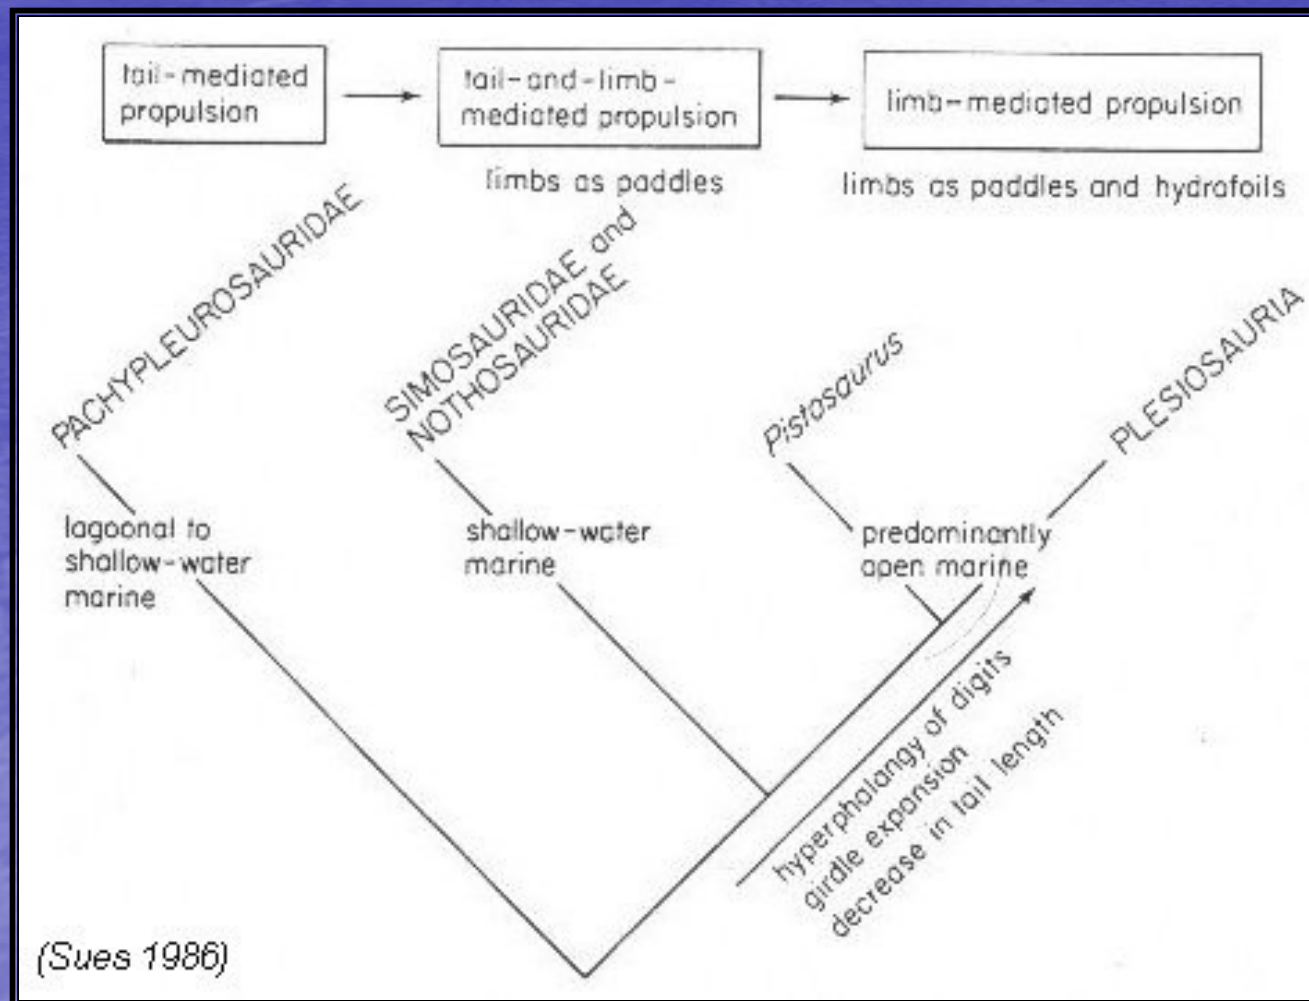 tail-mediated
propulsion
tail-and-limb-
mediated propulsion
limb-mediated propulsion
limbs as paddles
limbs as paddles and hydrofoils
PACHYPLEUROSAURIDAE
SIMOSAURIDAE and
NOTHOSAURIDAE
Pistosaurus
PLESIOSAURIA
lagoonal to
shallow-water
marine
shallow-water
marine
predominantly
open marine
hyperphalangy of digits
girdle expansion
decrease in tail length
(Sues 1986)